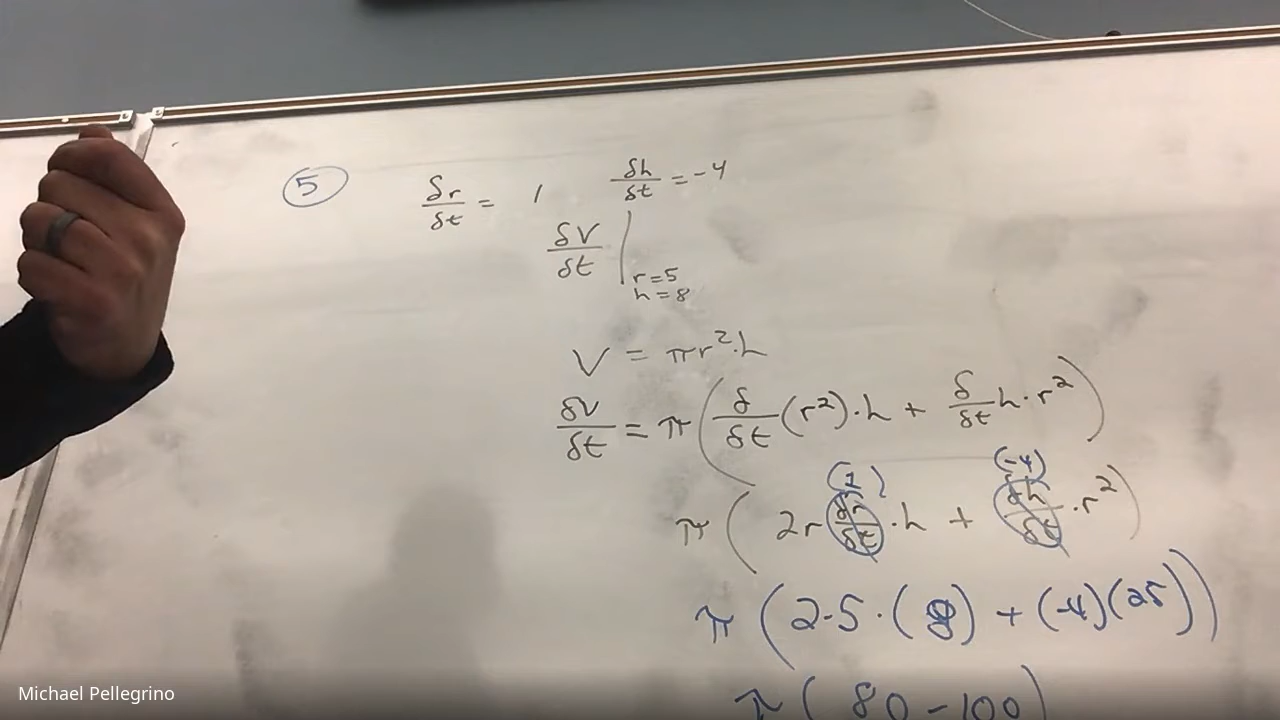 5 δr/δt = 1 δh/δt = -4
δV/δt | r=5 h=8
V = πr²·h
δV/δt = π(δ/δt(r²)·h + δ/δt h·r²)
(1) (-4)
π(2r δr/δt·h + δh/δt·r²)
π(2·5·(8) + (-4)(25))
π(80-100)
Michael Pellegrino